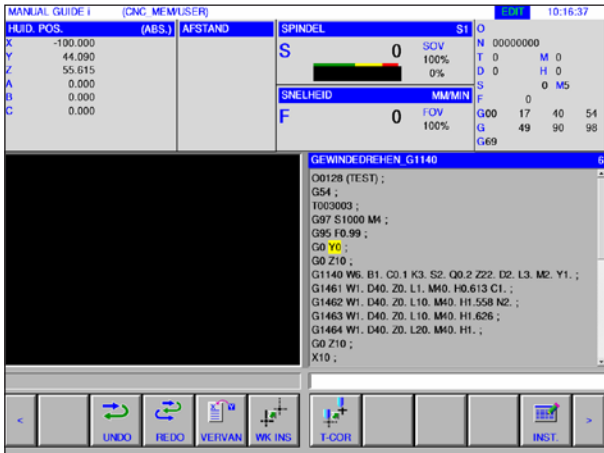 MANUAL GUIDE i (CNC_MEM/USER) EDIT 10:16:37
HUID. POS. (ABS.) AFSTAND SPINDEL S1 O
X -100.000
Y 44.090
Z 55.615
A 0.000
B 0.000
C 0.000
S 0 SOV
100%
0%
SNELHEID MM/MIN
F 0 FOV
100%
N 00000000
T 0 M 0
D 0 H 0
S 0 M5
F 0
G00 17 40 54
G 49 90 98
G69
GEWINDEDREHEN_G1140 6
O0128 (TEST) ;
G54 ;
T003003 ;
G97 S1000 M4 ;
G95 F0.99 ;
G0 Y0 ;
G0 Z10 ;
G1140 W6. B1. C0.1 K3. S2. Q0.2 Z22. D2. L3. M2. Y1. ;
G1461 W1. D40. Z0. L1. M40. H0.613 C1. ;
G1462 W1. D40. Z0. L10. M40. H1.558 N2. ;
G1463 W1. D40. Z0. L10. M40. H1.626 ;
G1464 W1. D40. Z0. L20. M40. H1. ;
G0 Z10 ;
X10 ;
< UNDO REDO VERVAN WK INS T-COR INST. >